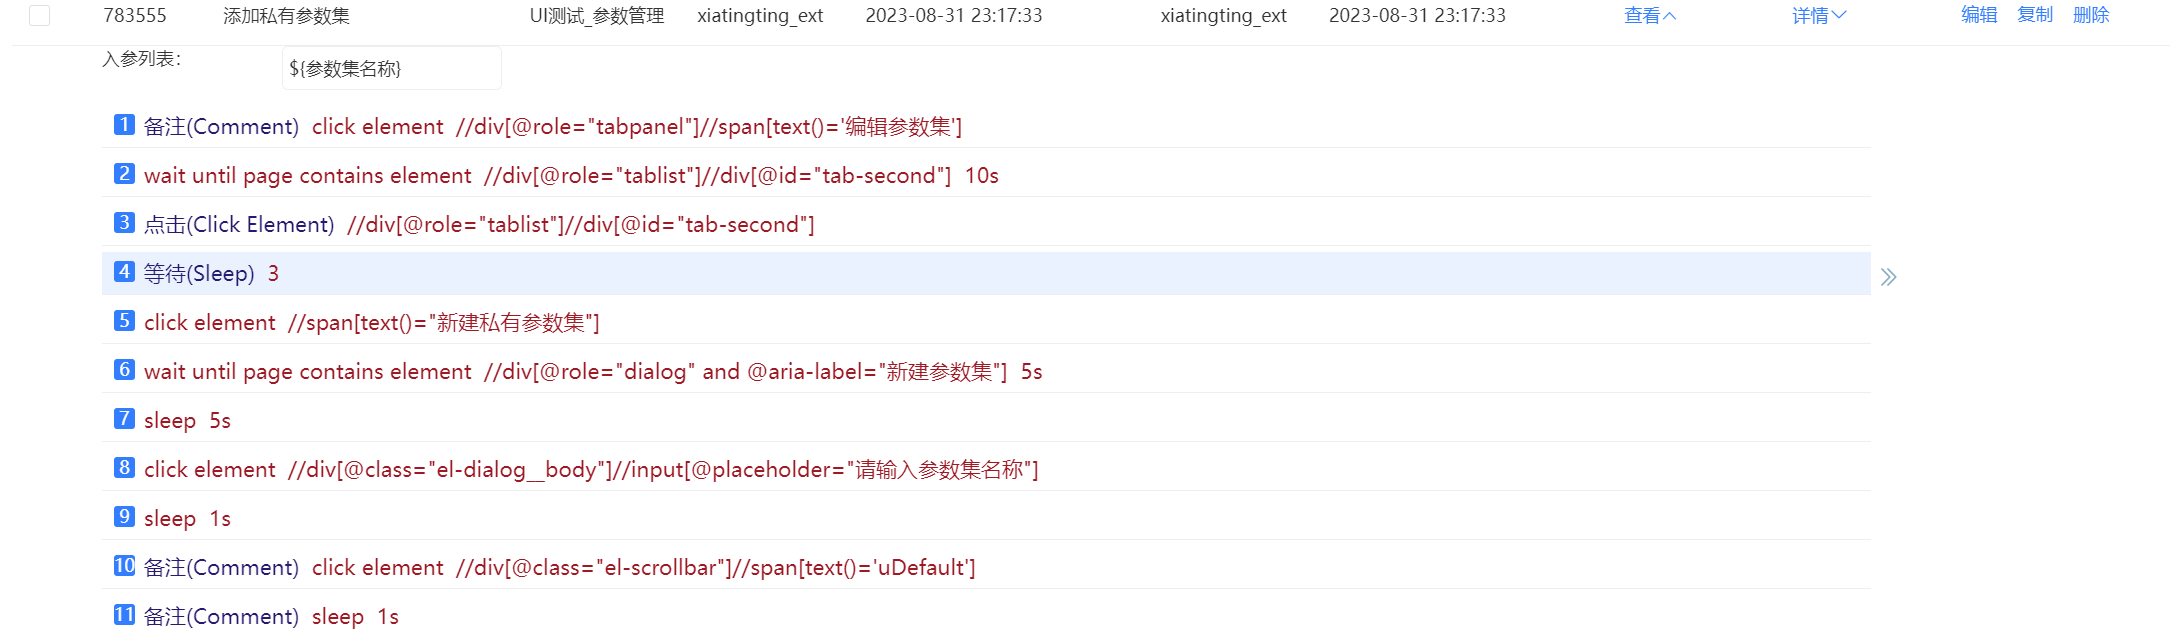 783555 添加私有参数集 UI测试_参数管理 xiatingting_ext 2023-08-31 23:17:33 xiatingting_ext 2023-08-31 23:17:33 查看 详情 编辑 复制 删除
入参列表: ${参数集名称}
1 备注(Comment) click element //div[@role="tabpanel"]//span[text()='编辑参数集']
2 wait until page contains element //div[@role="tablist"]//div[@id="tab-second"] 10s
3 点击(Click Element) //div[@role="tablist"]//div[@id="tab-second"]
4 等待(Sleep) 3
5 click element //span[text()="新建私有参数集"]
6 wait until page contains element //div[@role="dialog" and @aria-label="新建参数集"] 5s
7 sleep 5s
8 click element //div[@class="el-dialog__body"]//input[@placeholder="请输入参数集名称"]
9 sleep 1s
10 备注(Comment) click element //div[@class="el-scrollbar"]//span[text()='uDefault']
11 备注(Comment) sleep 1s